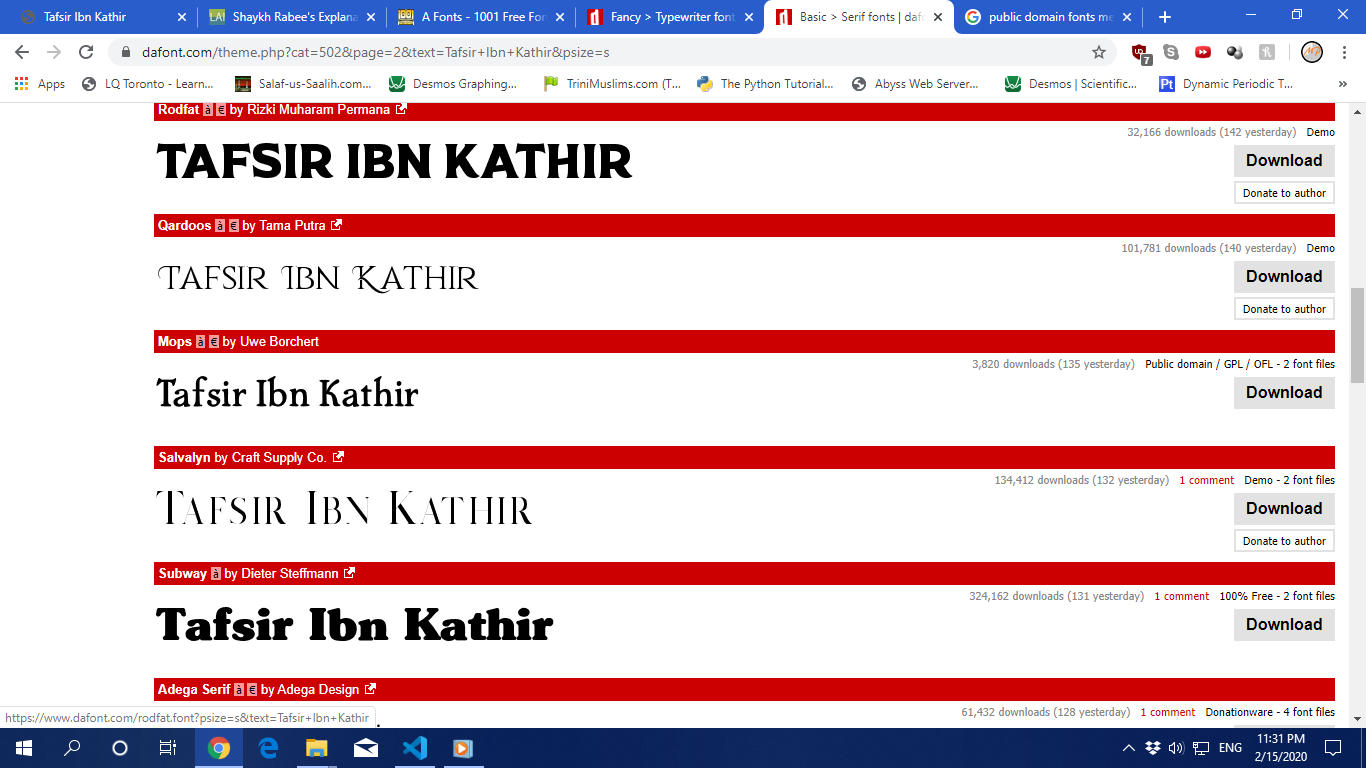 Tafsir Ibn Kathir
Shaykh Rabee's Explana
A Fonts - 1001 Free Fon
Fancy > Typewriter font
Basic > Serif fonts | daf
public domain fonts me
dafont.com/theme.php?cat=502&page=2&text=Tafsir+Ibn+Kathir&psize=s
7
Apps
LQ Toronto - Learn...
Salaf-us-Saalih.com...
Desmos Graphing...
TriniMuslims.com (T...
The Python Tutorial...
Abyss Web Server...
Desmos | Scientific...
Dynamic Periodic T...
»
Rodfat à € by Rizki Muharam Permana
32,166 downloads (142 yesterday) Demo
TAFSIR IBN KATHIR
Download
Donate to author
Qardoos à € by Tama Putra
101,781 downloads (140 yesterday) Demo
Tafsir Ibn Kathir
Download
Donate to author
Mops à € by Uwe Borchert
3,820 downloads (135 yesterday) Public domain / GPL / OFL - 2 font files
Tafsir Ibn Kathir
Download
Salvalyn by Craft Supply Co.
134,412 downloads (132 yesterday) 1 comment Demo - 2 font files
Tafsir Ibn Kathir
Download
Donate to author
Subway à by Dieter Steffmann
324,162 downloads (131 yesterday) 1 comment 100% Free - 2 font files
Tafsir Ibn Kathir
Download
Adega Serif à € by Adega Design
61,432 downloads (128 yesterday) 1 comment Donationware - 4 font files
https://www.dafont.com/rodfat.font?psize=s&text=Tafsir+Ibn+Kathir
ENG
11:31 PM
2/15/2020